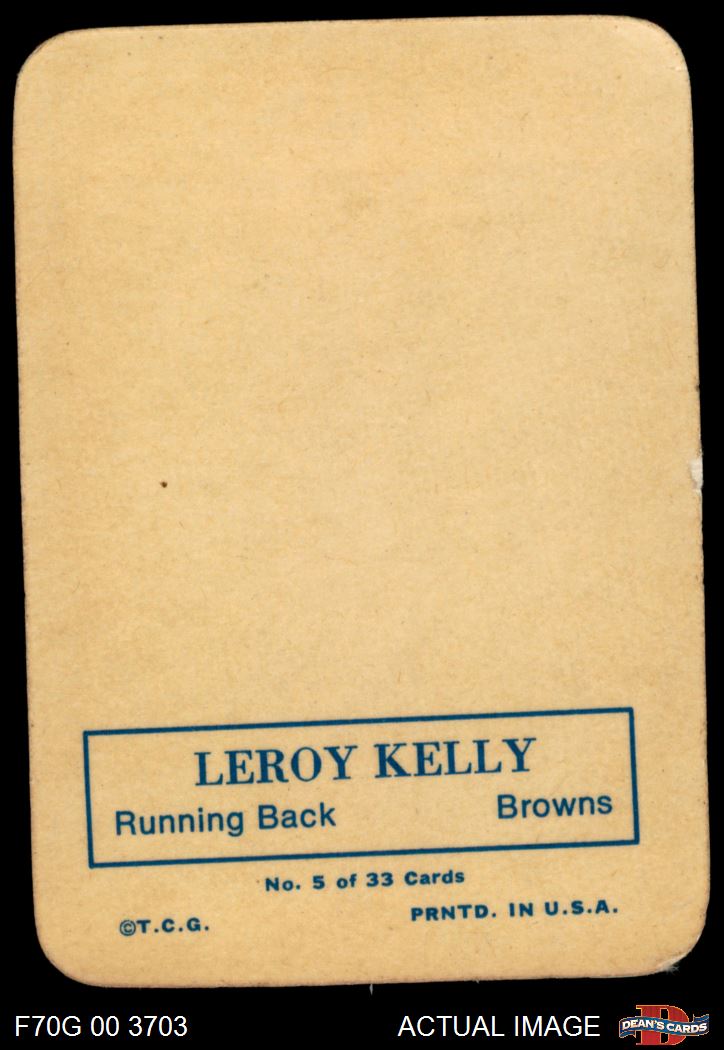 LEROY KELLY
Running Back Browns
No. 5 of 33 Cards
©T.C.G. PRNTD. IN U.S.A.
F70G 00 3703 ACTUAL IMAGE DEAN'S CARDS